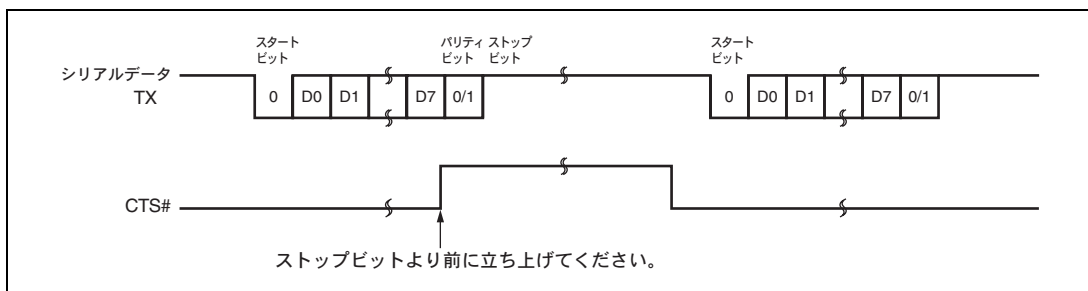 スタート
ビット
パリティ ストップ
ビット ビット
スタート
ビット
シリアルデータ
TX
0 D0 D1 D7 0/1
0 D0 D1 D7 0/1
CTS#
ストップビットより前に立ち上げてください。